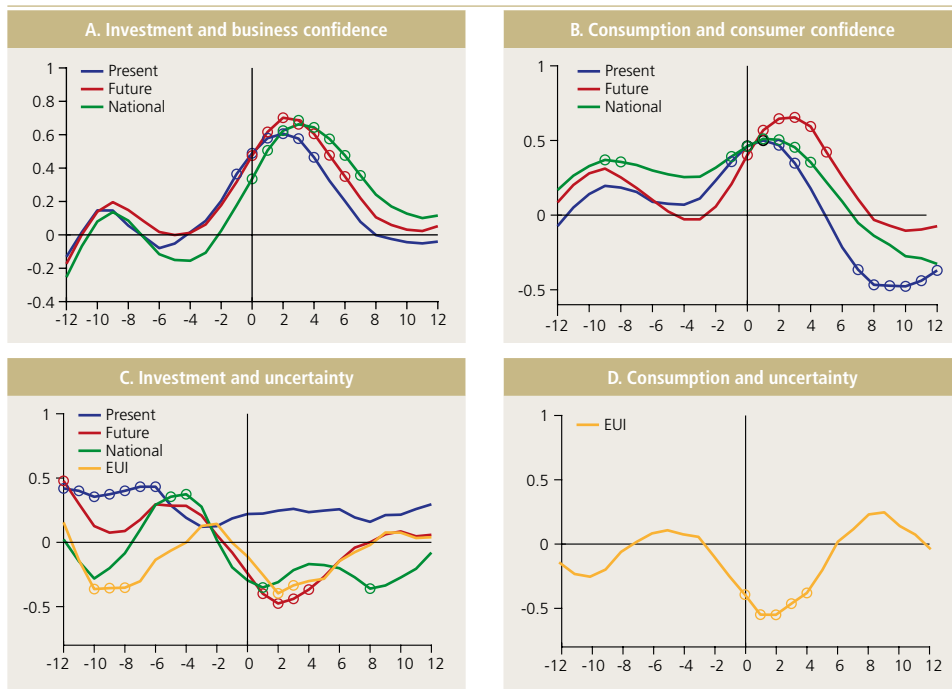 A. Investment and business confidence
1
0.8
0.6
0.4
0.2
0
-0.2
-0.4
Present
Future
National
-12 -10 -8 -6 -4 -2 0 2 4 6 8 10 12
B. Consumption and consumer confidence
1
0.5
0
-0.5
Present
Future
National
-12 -10 -8 -6 -4 -2 0 2 4 6 8 10 12
C. Investment and uncertainty
1
0.5
0
-0.5
Present
Future
National
EUI
-12 -10 -8 -6 -4 -2 0 2 4 6 8 10 12
D. Consumption and uncertainty
1
0.5
0
-0.5
EUI
-12 -10 -8 -6 -4 -2 0 2 4 6 8 10 12